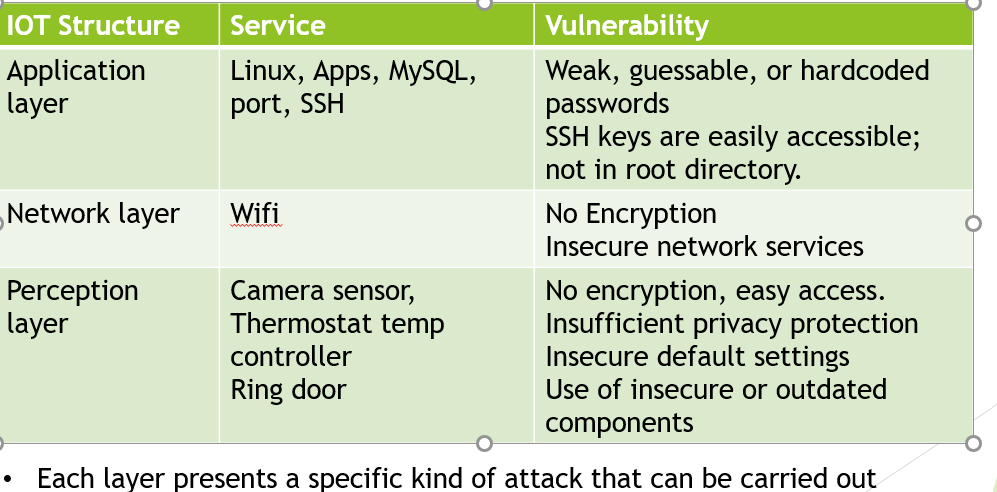 IOT Structure Service Vulnerability
Application Linux, Apps, MySQL, Weak, guessable, or hardcoded
layer port, SSH passwords
SSH keys are easily accessible;
not in root directory.
Network layer Wifi No Encryption
Insecure network services
Perception Camera sensor, No encryption, easy access.
layer Thermostat temp Insufficient privacy protection
controller Insecure default settings
Ring door Use of insecure or outdated
components
• Each layer presents a specific kind of attack that can be carried out